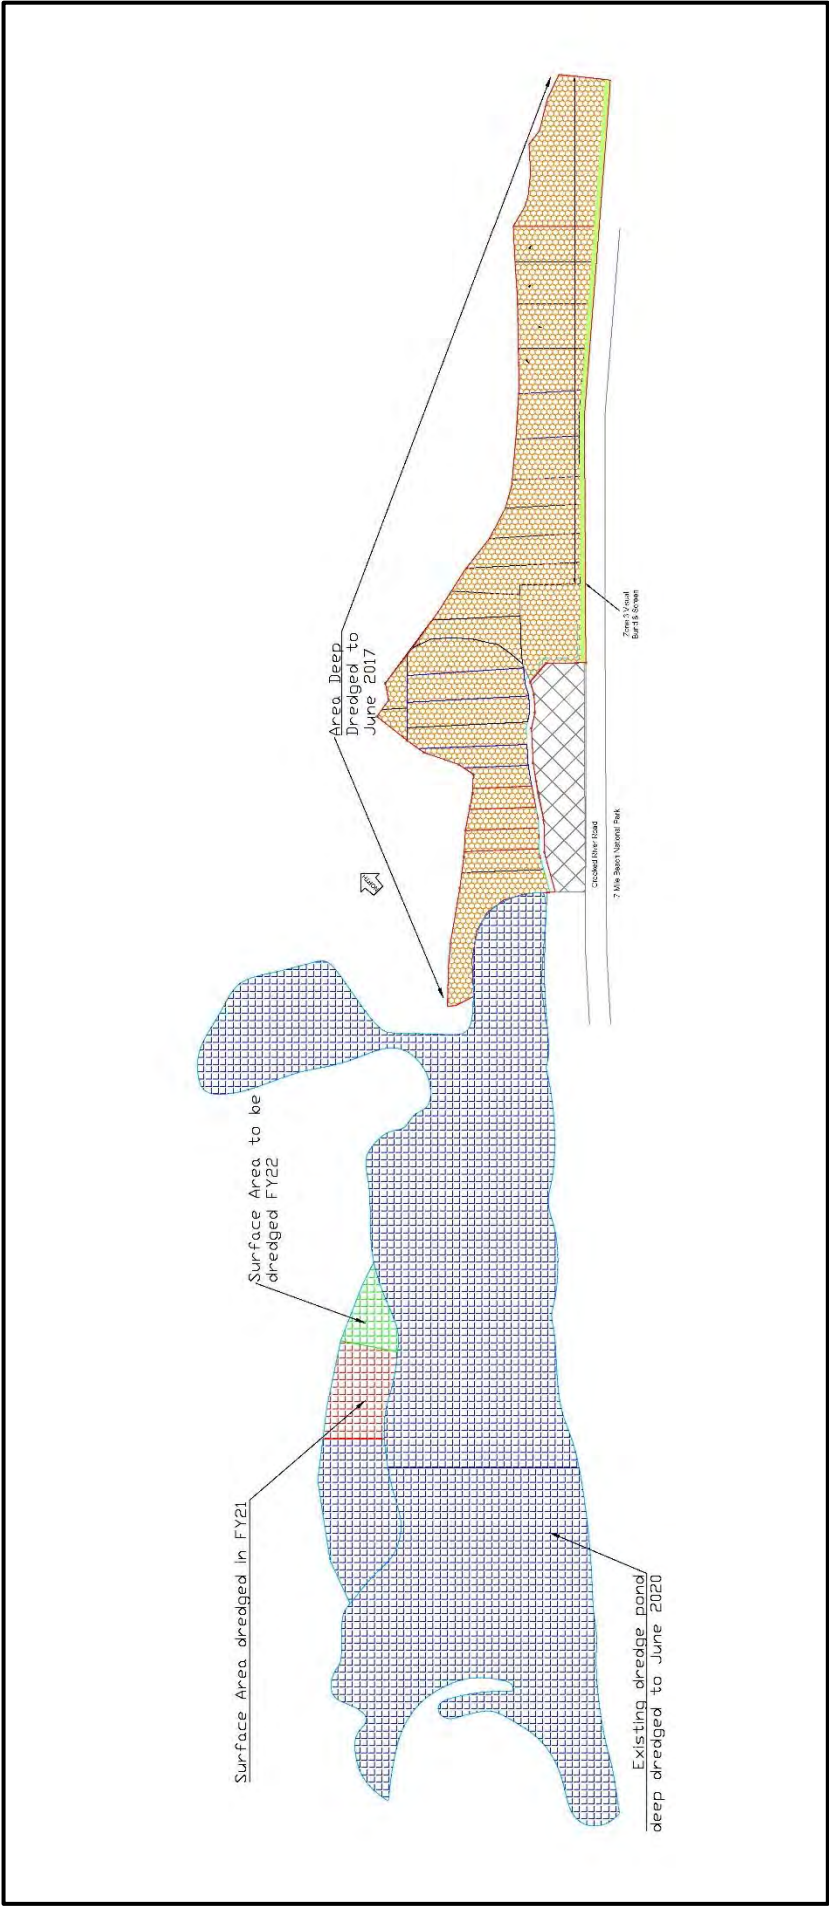 Area Deep
Dredged to
June 2017
Zone 3 Visual
Bund & Screen
North
Crooked River Road
7 Mile Beach National Park
Surface Area to be
dredged FY22
Surface Area dredged in FY21
Existing dredge pond
deep dredged to June 2020